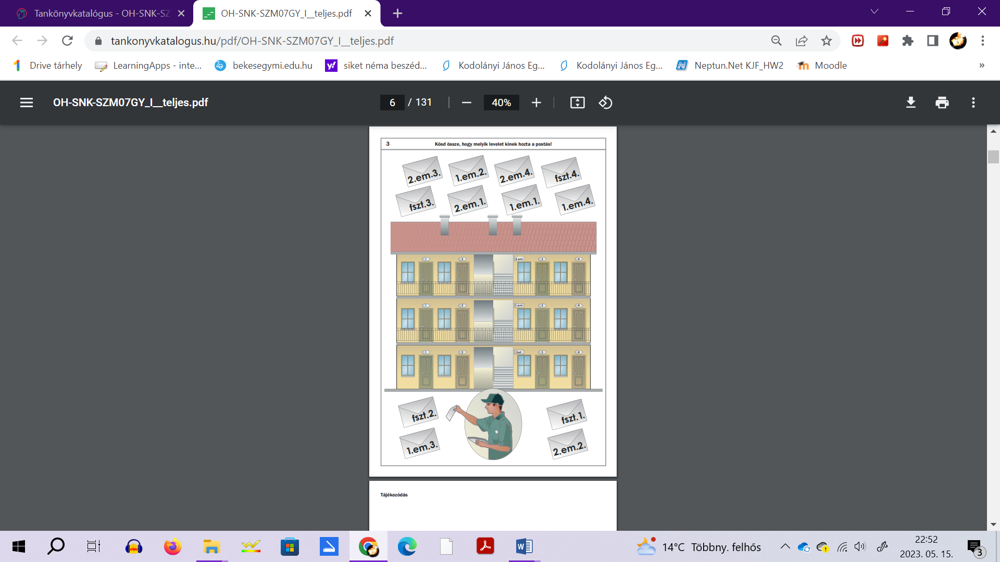 Tankönyvkatalógus - OH-SNK-SZ
OH-SNK-SZM07GY_I__teljes.pdf
tankonyvkatalogus.hu/pdf/OH-SNK-SZM07GY_I__teljes.pdf
Drive tárhely
LearningApps - inte...
bekesegymi.edu.hu
siket néma beszéd...
Kodolányi János Eg...
Kodolányi János Eg...
Neptun.Net KJF_HW2
Moodle
»
OH-SNK-SZM07GY_I__teljes.pdf
6 / 131
40%
3 Kösd össze, hogy melyik levelet kinek hozta a postás!
2.em.3. 1.em.2. 2.em.4. fszt.4.
fszt.3. 2.em.1. 1.em.1. 1.em.4.
1 2 2.em. 3 4
1 2 1.em. 3 4
1 2 fszt. 3 4
fszt.2. fszt.1.
1.em.3. 2.em.2.
Tájékozódás
14°C Többny. felhős
22:52
2023. 05. 15.
3